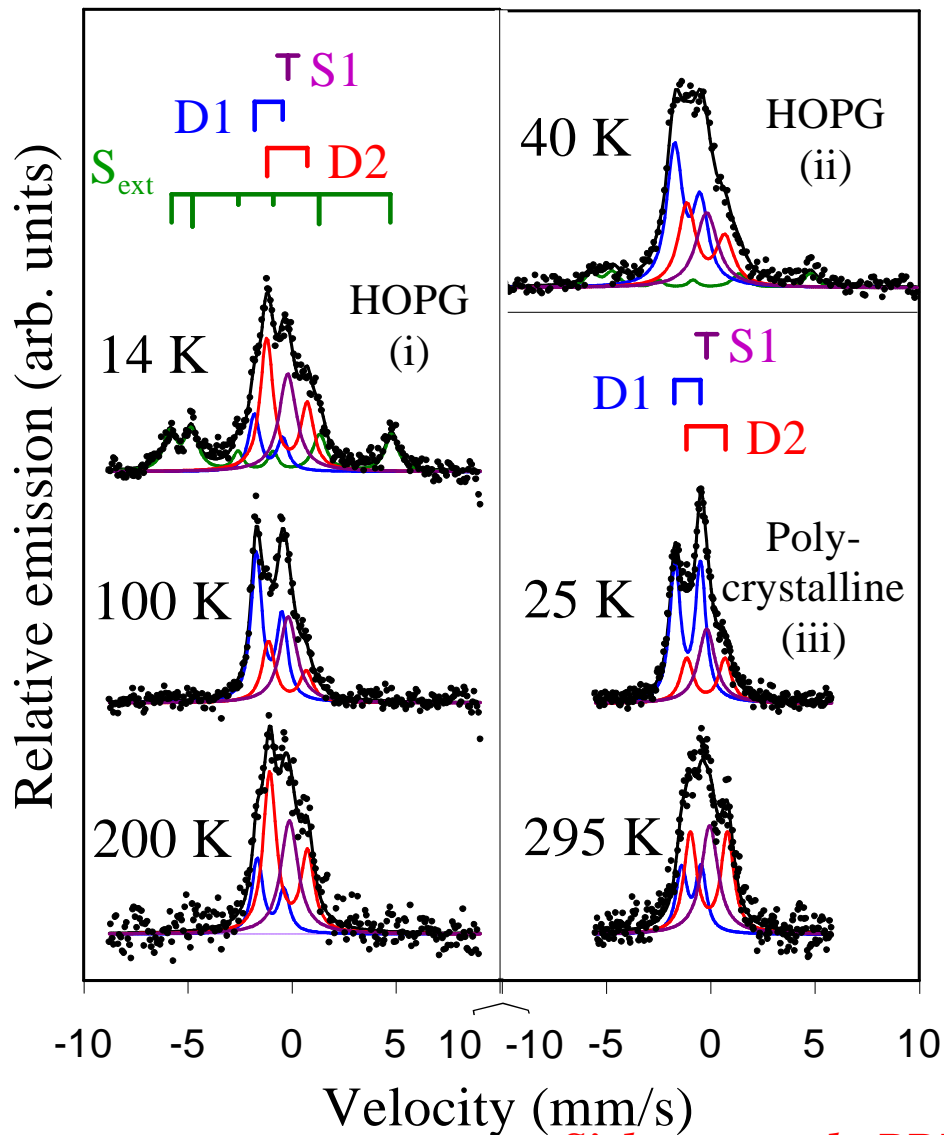 Relative emission (arb. units)
S1
D1
D2
Sext
HOPG
(i)
14 K
100 K
200 K
40 K
HOPG
(ii)
S1
D1
D2
Poly-
crystalline
(iii)
25 K
295 K
-10 -5 0 5 10 -10 -5 0 5 10
Velocity (mm/s)